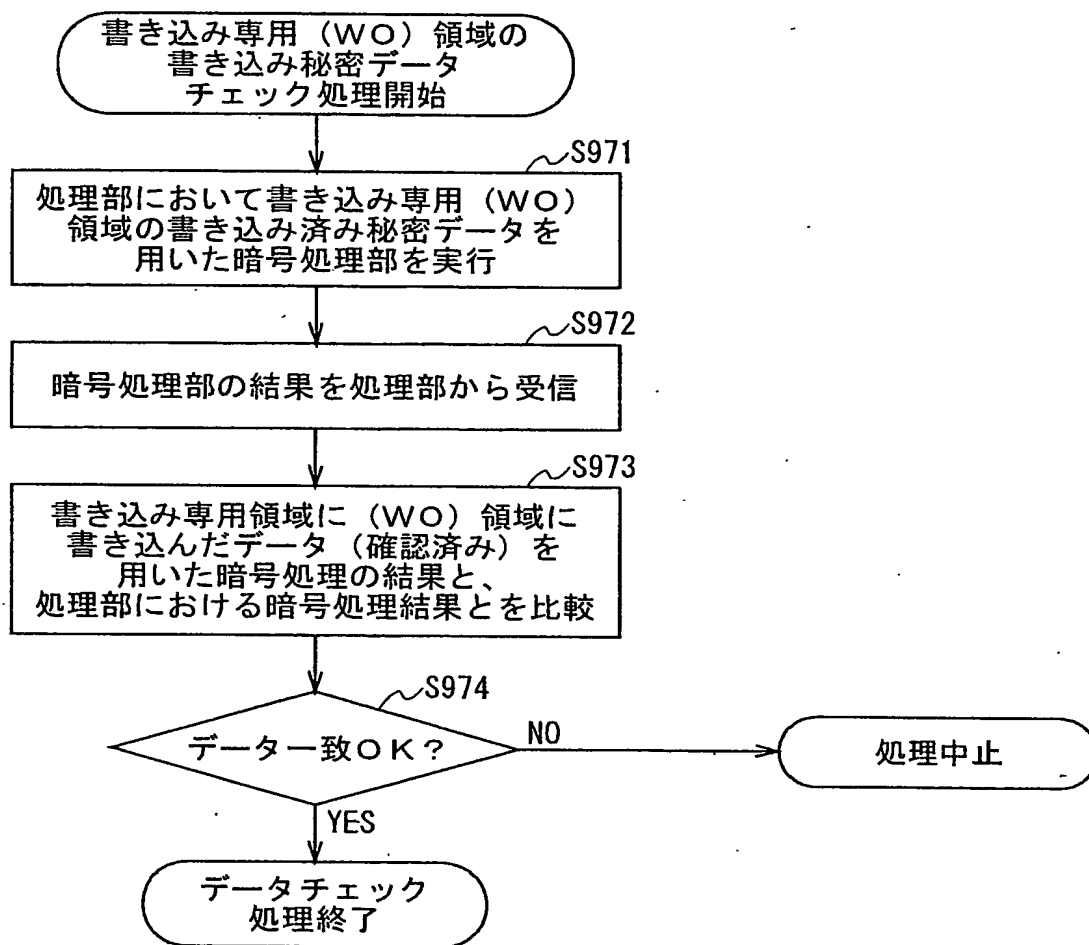 書き込み専用（WO）領域の
書き込み秘密データ
チェック処理開始
S971
処理部において書き込み専用（WO）
領域の書き込み済み秘密データを
用いた暗号処理部を実行
S972
暗号処理部の結果を処理部から受信
S973
書き込み専用領域に（WO）領域に
書き込んだデータ（確認済み）を
用いた暗号処理の結果と、
処理部における暗号処理結果とを比較
S974
データ一致OK？
NO
処理中止
YES
データチェック
処理終了